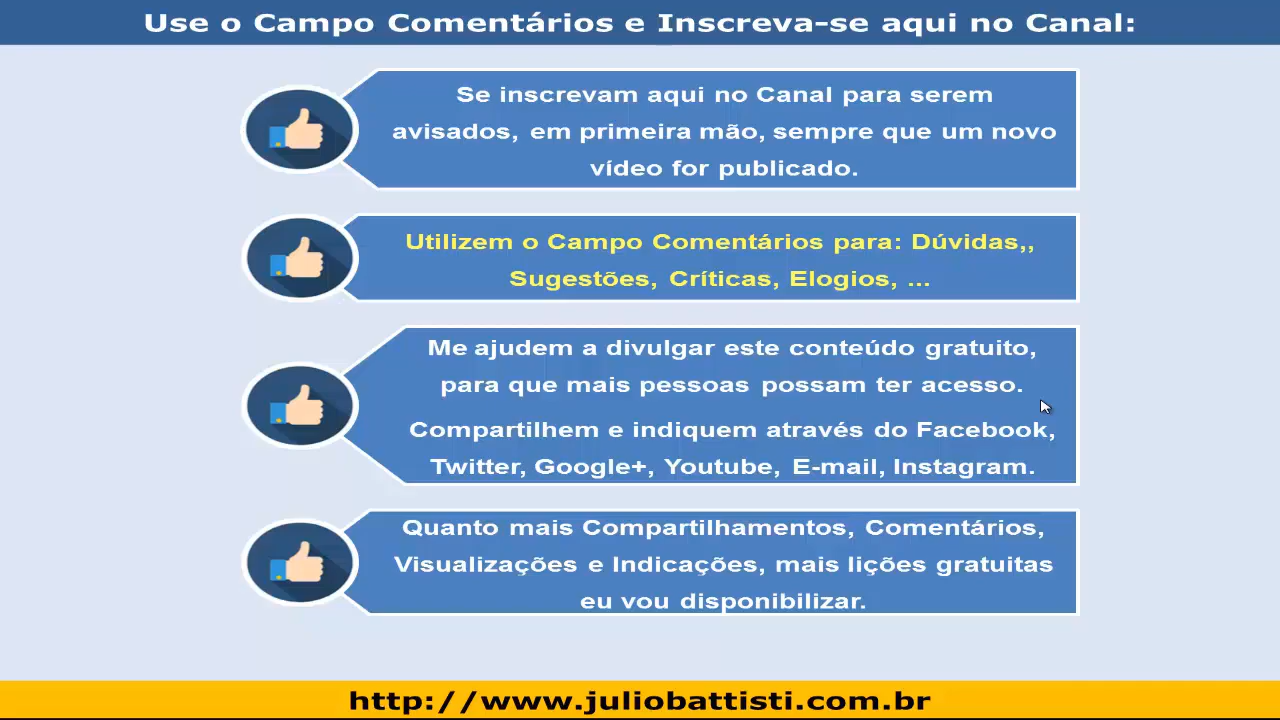 Use o Campo Comentários e Inscreva-se aqui no Canal:
Se inscrevam aqui no Canal para serem
avisados, em primeira mão, sempre que um novo
vídeo for publicado.
Utilizem o Campo Comentários para: Dúvidas,,
Sugestões, Críticas, Elogios, ...
Me ajudem a divulgar este conteúdo gratuito,
para que mais pessoas possam ter acesso.
Compartilhem e indiquem através do Facebook,
Twitter, Google+, Youtube, E-mail, Instagram.
Quanto mais Compartilhamentos, Comentários,
Visualizações e Indicações, mais lições gratuitas
eu vou disponibilizar.
http://www.juliobattisti.com.br